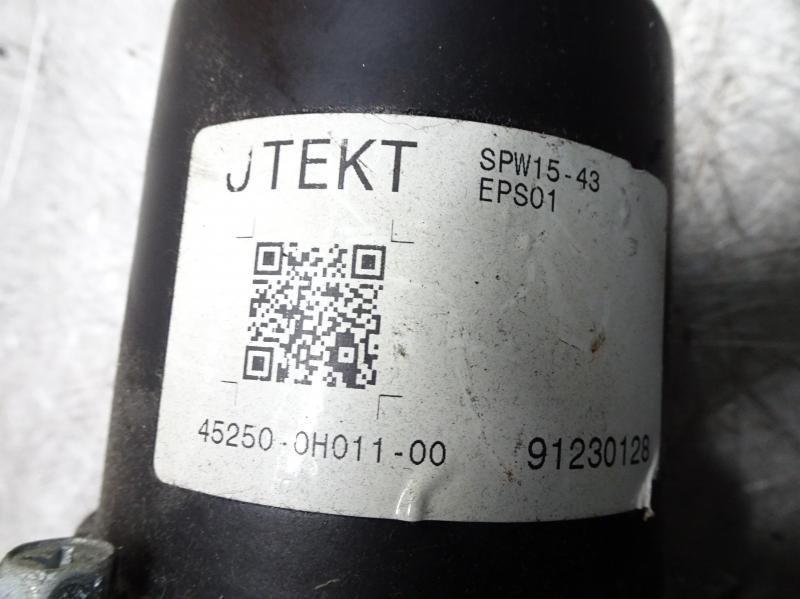 JTEKT
SPW15-43
EPS01
45250-0H011-00
91230128